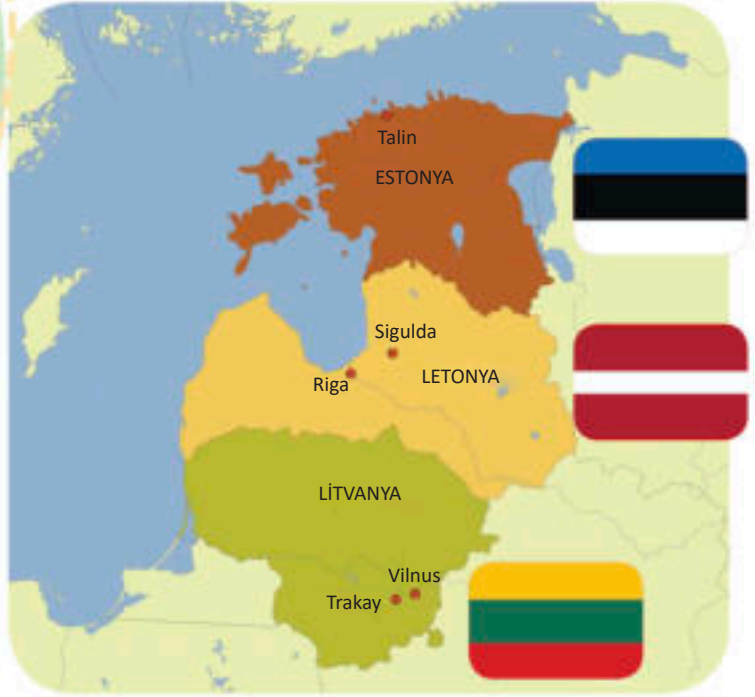 Talin
ESTONYA
Sigulda
Riga
LETONYA
LİTVANYA
Vilnus
Trakay